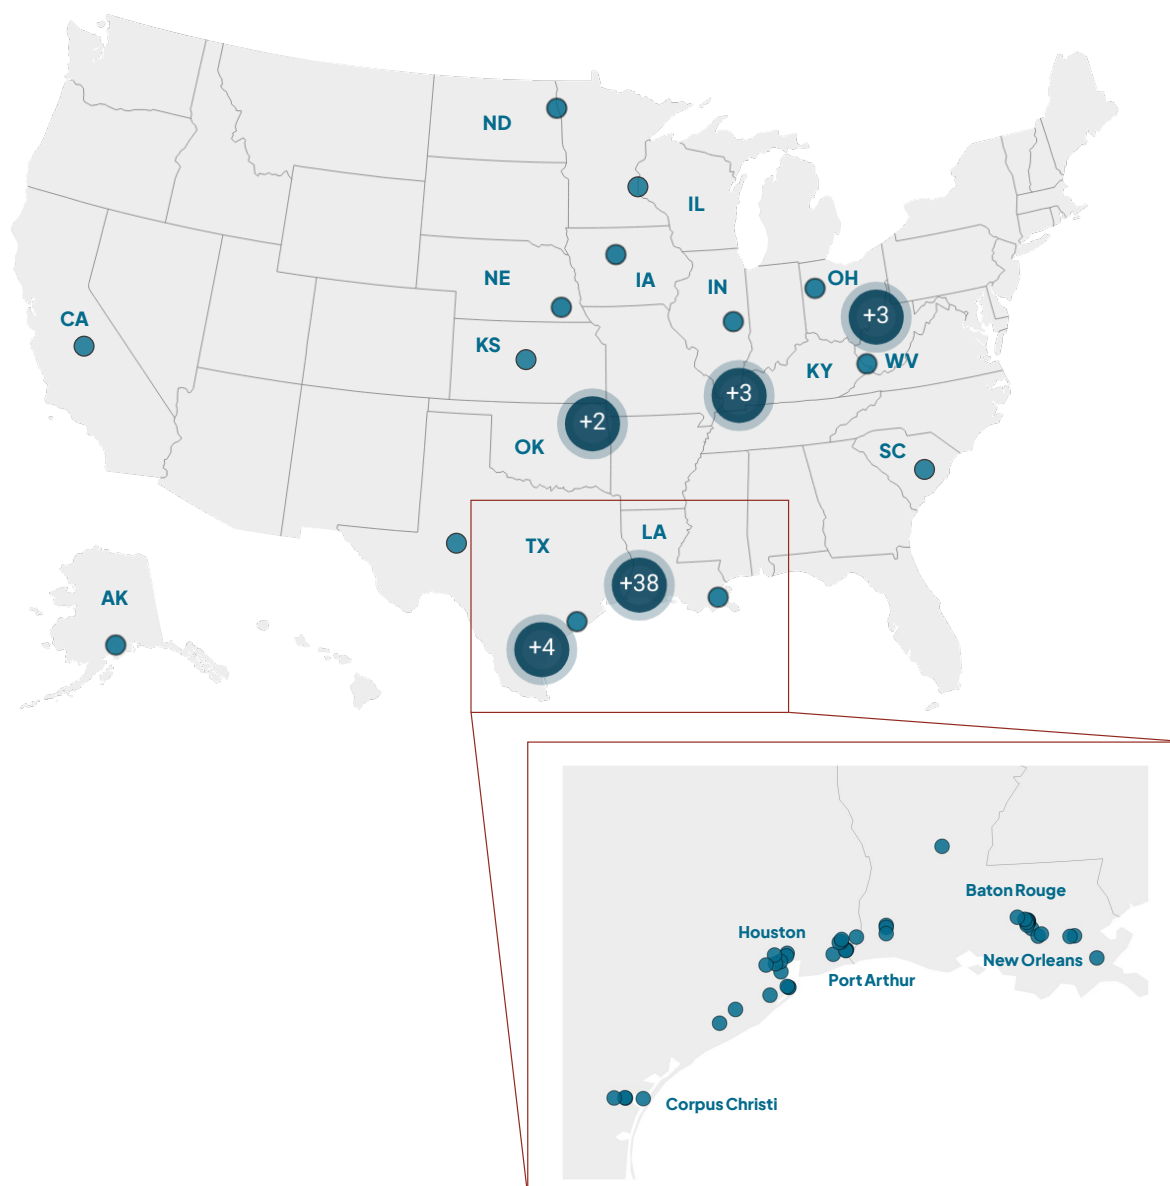 ND
IL
NE
IA
IN
OH
CA
+3
KS
KY
WV
+3
+2
OK
SC
TX
LA
+38
AK
+4
Baton Rouge
Houston
New Orleans
Port Arthur
Corpus Christi